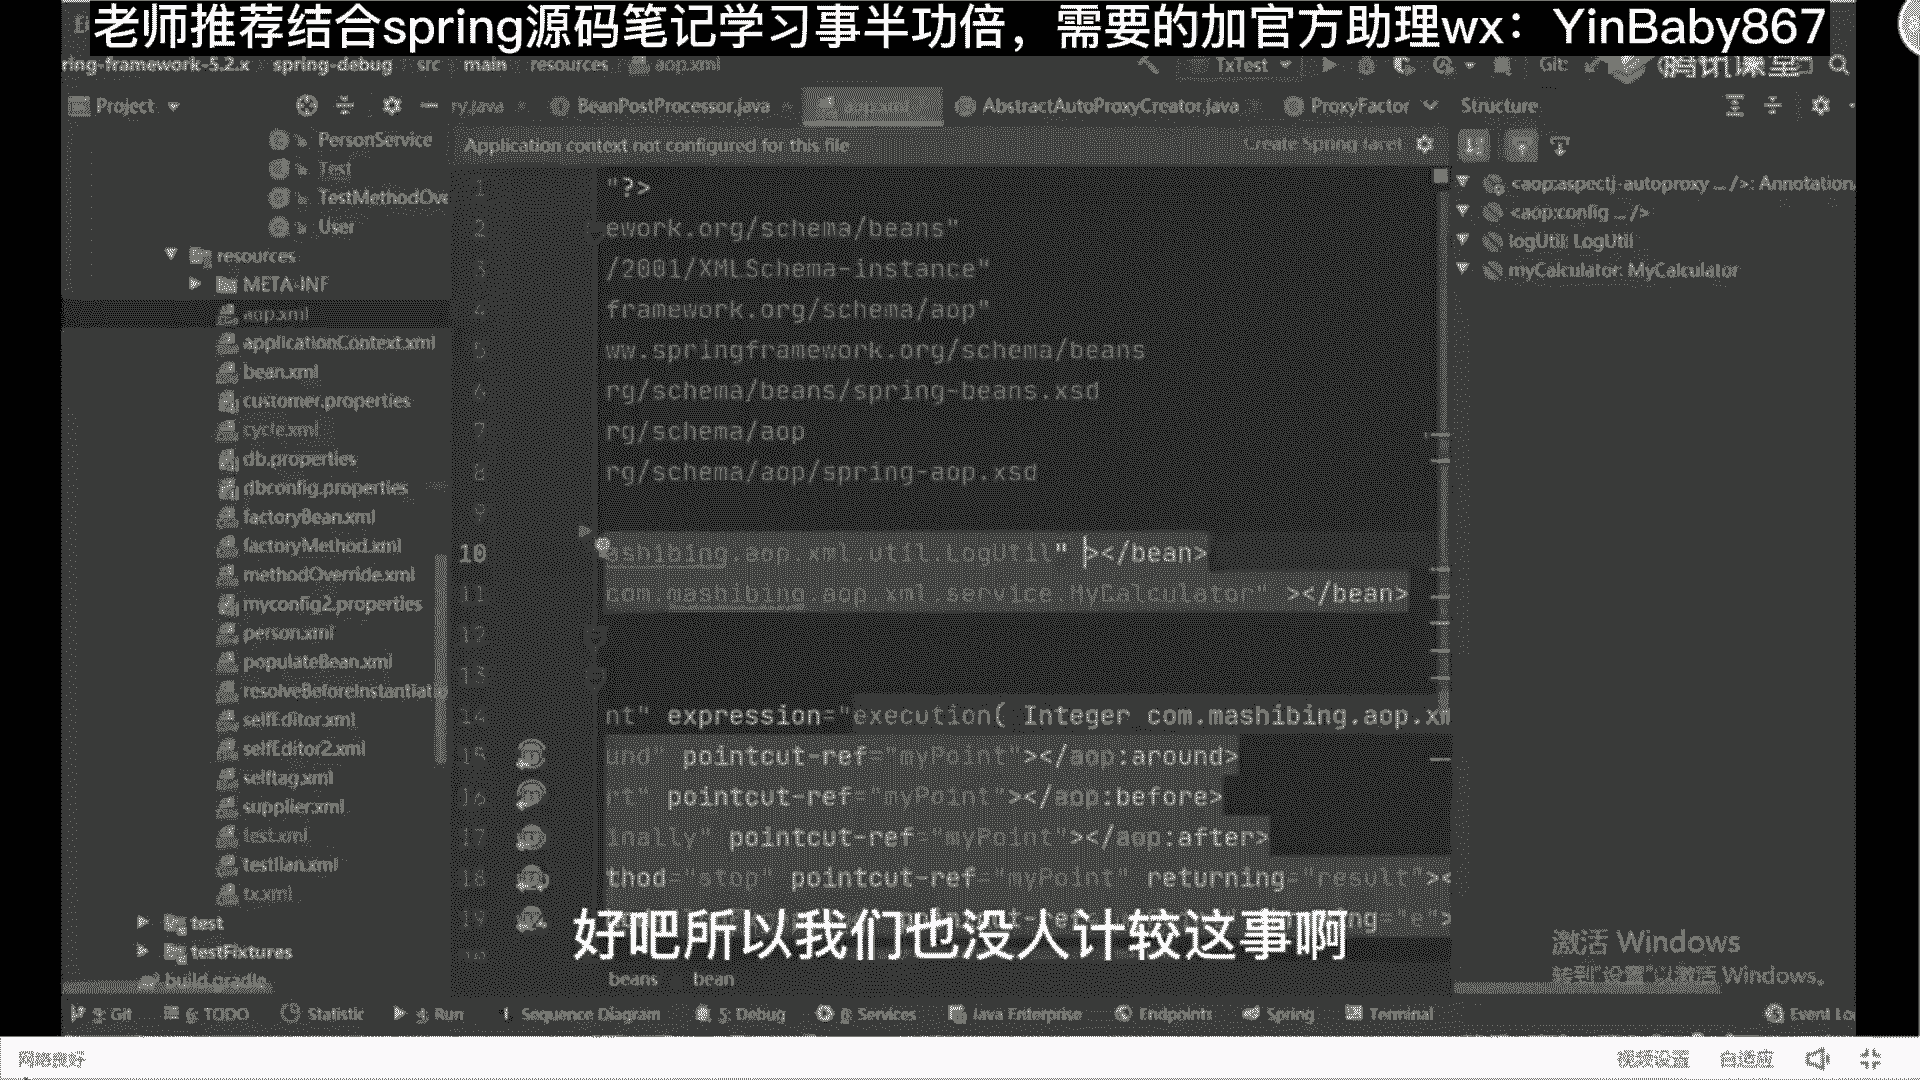 老师推荐结合spring源码笔记学习事半功倍，需要的加官方助理wx：YinBaby867
ring-framework-5.2.x spring-debug src main resources aop.xml TxTest Git: 腾讯课堂
Project ry.java BeanPostProcessor.java aop.xml AbstractAutoProxyCreator.java ProxyFactor Structure
Application context not configured for this file Create Spring facet
PersonService
Test
TestMethodOve
User
resources
META-INF
aop.xml
applicationContext.xml
bean.xml
customer.properties
cycle.xml
db.properties
dbconfig.properties
factoryBean.xml
factoryMethod.xml
methodOverride.xml
myconfig2.properties
person.xml
populateBean.xml
resolveBeforeInstantiat
selfEditor.xml
selfEditor2.xml
selftag.xml
supplier.xml
test.xml
testlian.xml
tx.xml
test
testFixtures
build.gradle
1 "?>
2 ework.org/schema/beans"
3 /2001/XMLSchema-instance"
4 framework.org/schema/aop"
5 ww.springframework.org/schema/beans
6 rg/schema/beans/spring-beans.xsd
7 rg/schema/aop
8 rg/schema/aop/spring-aop.xsd
9
10 ashibing.aop.xml.util.LogUtil" ></bean>
11 com.mashibing.aop.xml.service.MyCalculator" ></bean>
12
13
14 nt" expression="execution( Integer com.mashibing.aop.xm
15 und" pointcut-ref="myPoint"></aop:around>
16 rt" pointcut-ref="myPoint"></aop:before>
17 inally" pointcut-ref="myPoint"></aop:after>
18 thod="stop" pointcut-ref="myPoint" returning="result"><
19
好吧所以我们也没人计较这事啊
beans bean
<aop:aspectj-autoproxy ... />: Annotation
<aop:config ... />
logUtil: LogUtil
myCalculator: MyCalculator
激活 Windows
转到"设置"以激活 Windows。
9: Git 6: TODO Statistic 4: Run Sequence Diagram 5: Debug 8: Services Java Enterprise Endpoints Spring Terminal Event Lo
网络良好 视频设置 自适应